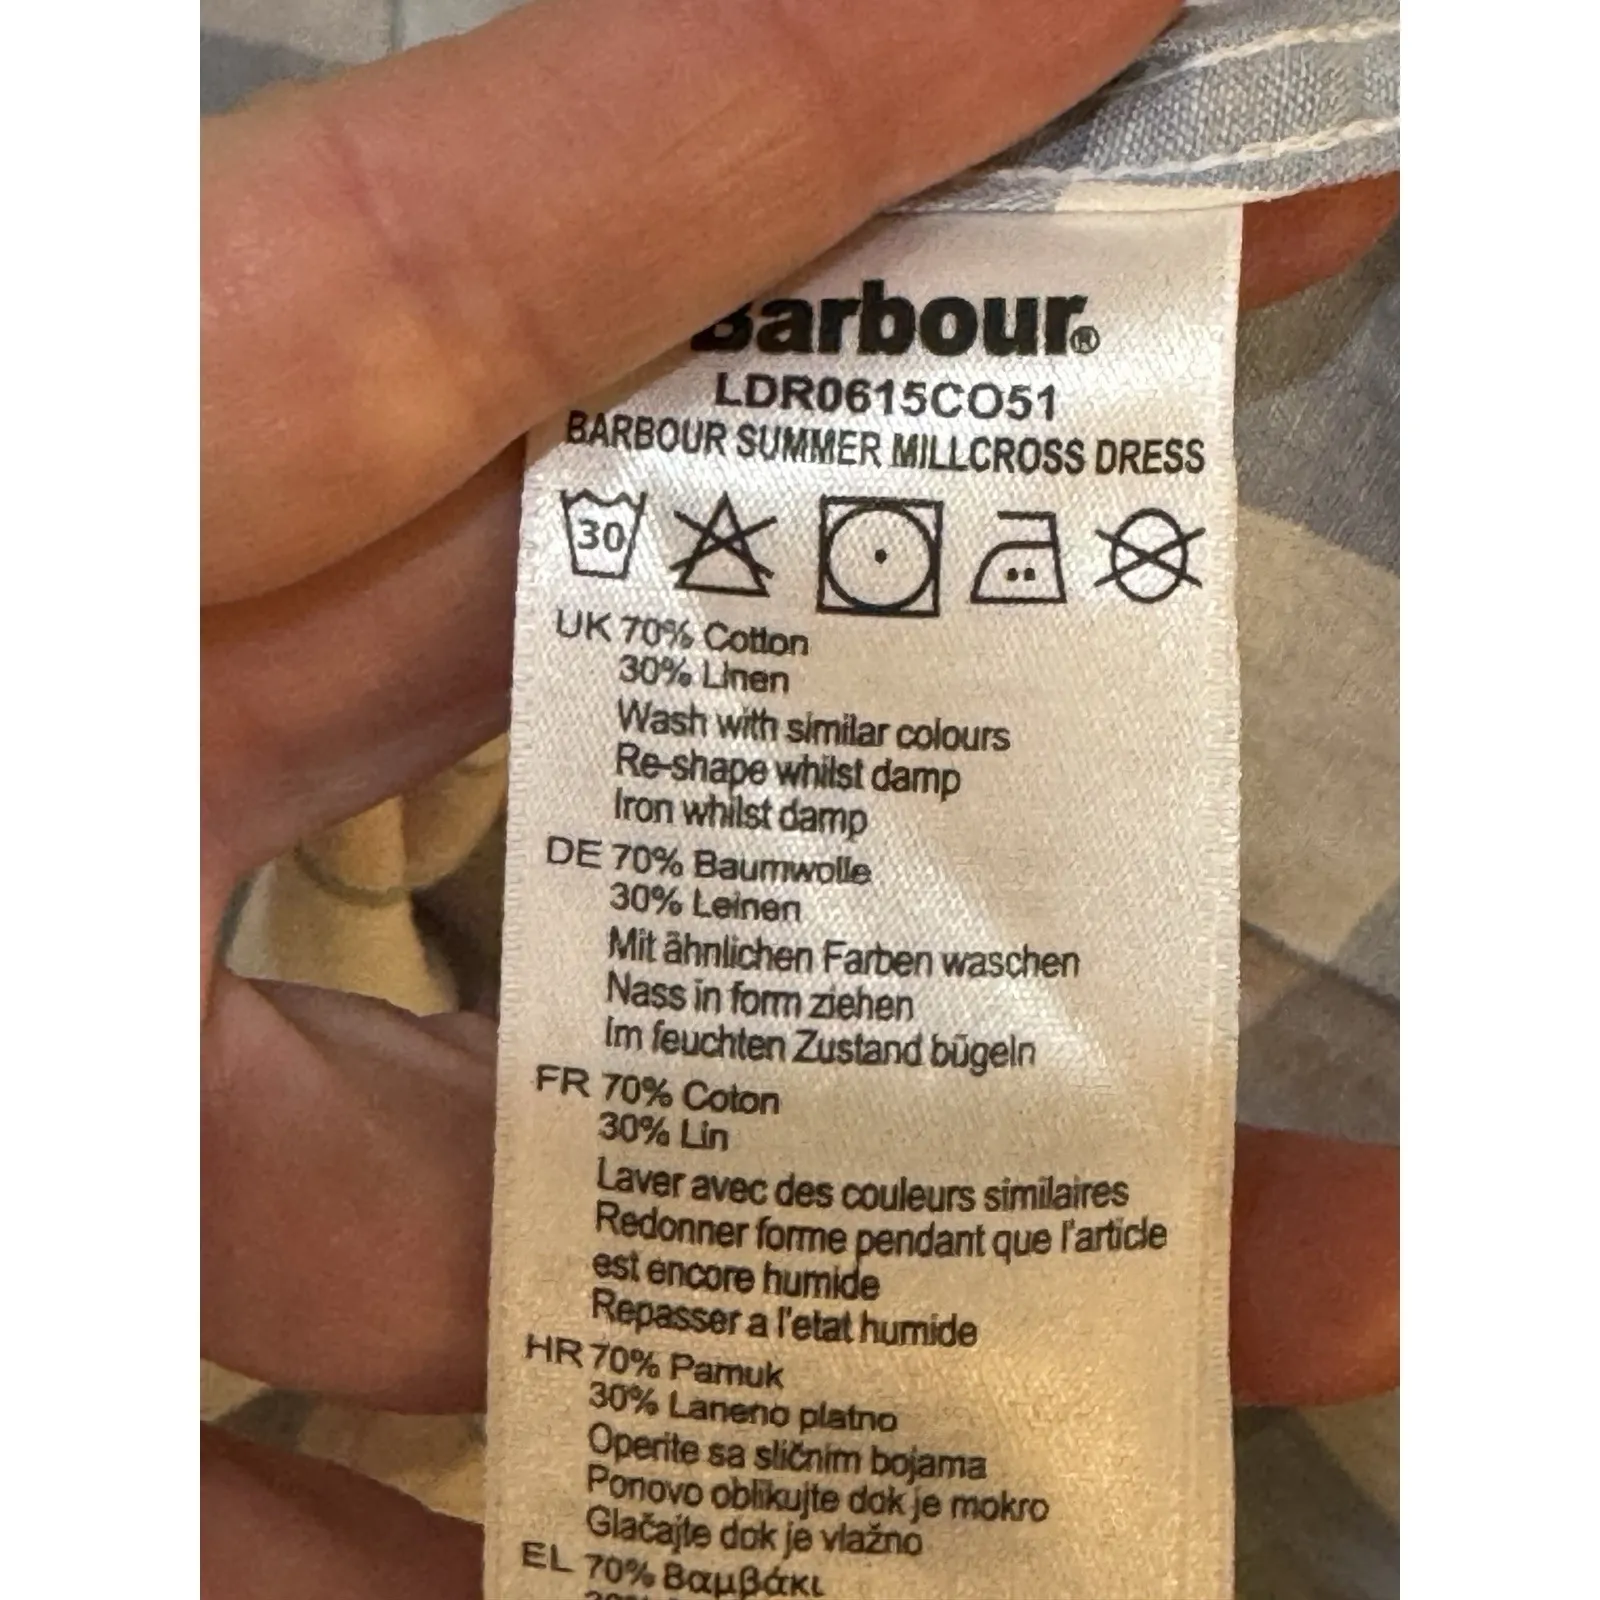 Barbour®
LDR0615CO51
BARBOUR SUMMER MILLCROSS DRESS
30
UK 70% Cotton
30% Linen
Wash with similar colours
Re-shape whilst damp
Iron whilst damp
DE 70% Baumwolle
30% Leinen
Mit ähnlichen Farben waschen
Nass in form ziehen
Im feuchten Zustand bügeln
FR 70% Coton
30% Lin
Laver avec des couleurs similaires
Redonner forme pendant que l'article
est encore humide
Repasser a l'etat humide
HR 70% Pamuk
30% Laneno platno
Operite sa sličnim bojama
Ponovo oblikujte dok je mokro
Glačajte dok je vlažno
EL 70% Βαμβάκι